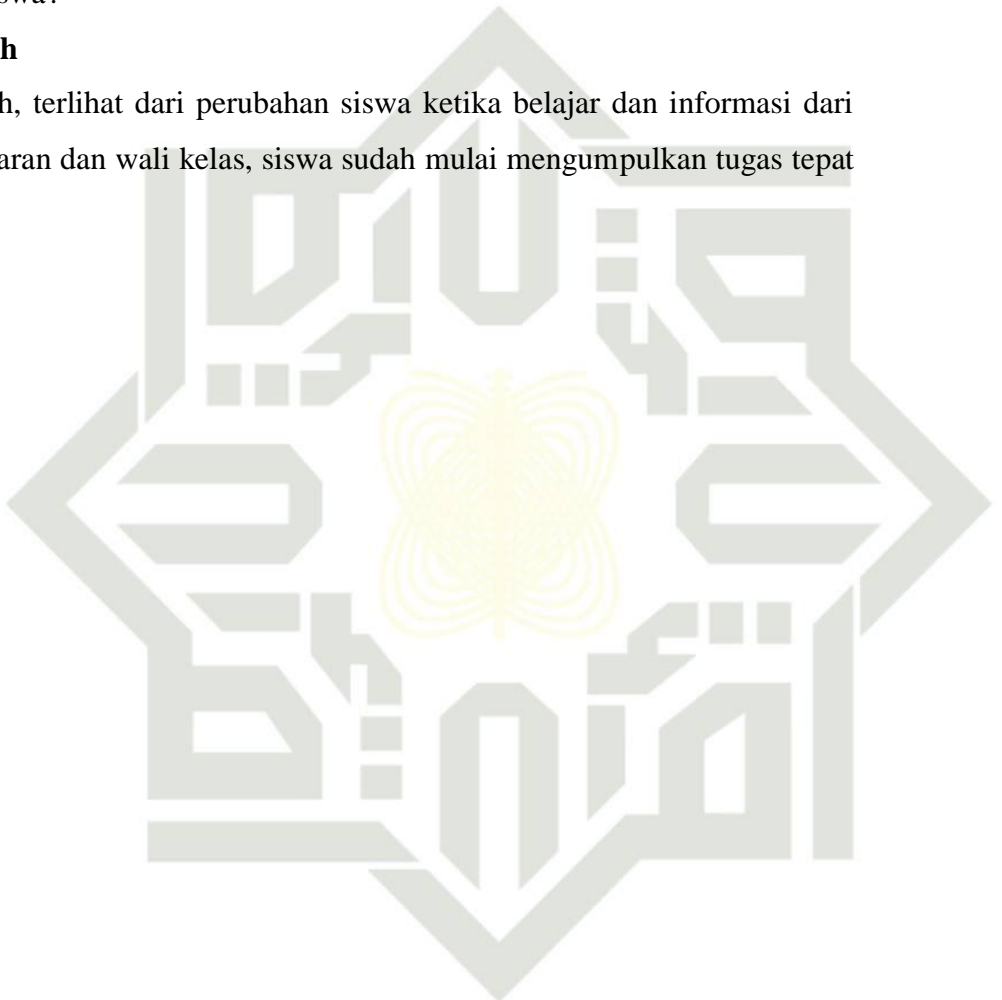 h
h, terlihat dari perubahan siswa ketika belajar dan informasi dari
aran dan wali kelas, siswa sudah mulai mengumpulkan tugas tepat